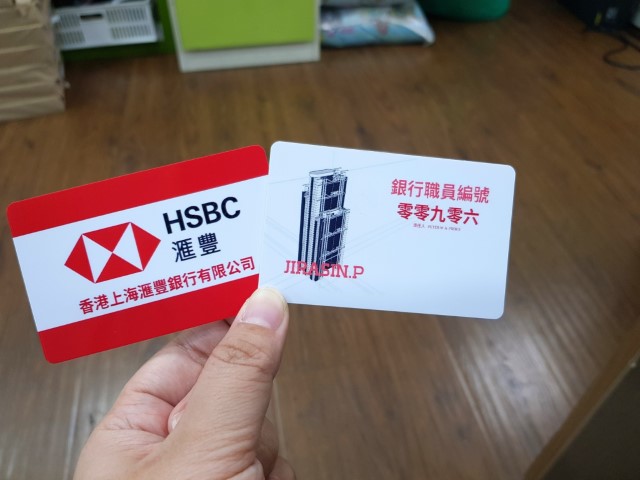 HSBC
滙豐
香港上海滙豐銀行有限公司
銀行職員編號
零零九零六
JIRASIN.P